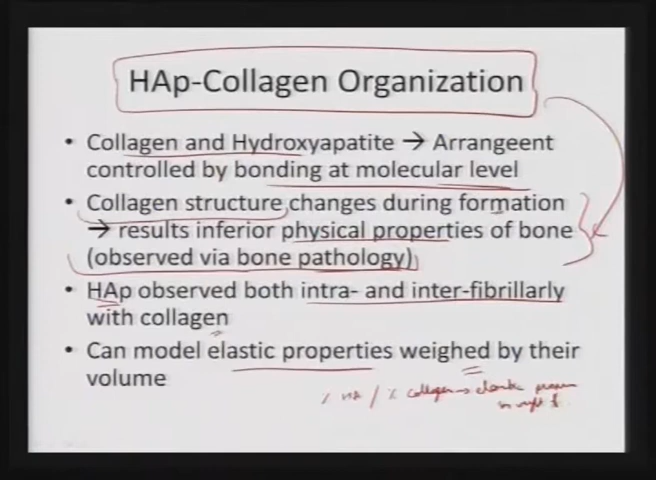 HAp-Collagen Organization
• Collagen and Hydroxyapatite → Arrangeent
controlled by bonding at molecular level
• Collagen structure changes during formation
→ results inferior physical properties of bone
(observed via bone pathology)
• HAp observed both intra- and inter-fibrillarly
with collagen
• Can model elastic properties weighed by their
volume
% HA / % collagen